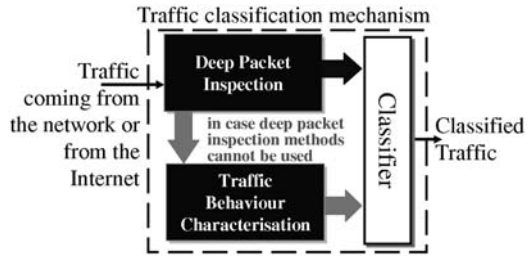 Traffic classification mechanism
Traffic
coming from
the network or
from the
Internet
Deep Packet
Inspection
in case deep packet
inspection methods
cannot be used
Traffic
Behaviour
Characterisation
Classifier
Classified
Traffic